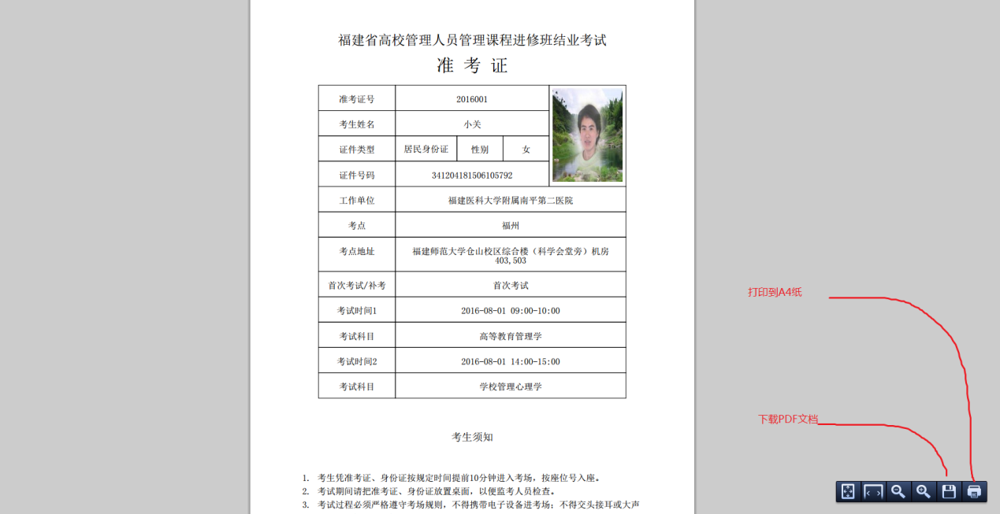 福建省高校管理人员管理课程进修班结业考试
准 考 证
准考证号 2016001
考生姓名 小关
证件类型 居民身份证 性别 女
证件号码 341204181506105792
工作单位 福建医科大学附属南平第二医院
考点 福州
考点地址 福建师范大学仓山校区综合楼（科学会堂旁）机房
403,503
首次考试/补考 首次考试
考试时间1 2016-08-01 09:00-10:00
考试科目 高等教育管理学
考试时间2 2016-08-01 14:00-15:00
考试科目 学校管理心理学
考生须知
1. 考生凭准考证、身份证按规定时间提前10分钟进入考场，按座位号入座。
2. 考试期间请把准考证、身份证放置桌面，以便监考人员检查。
3. 考试过程必须严格遵守考场规则，不得携带电子设备进考场；不得交头接耳或大声
打印到A4纸
下载PDF文档